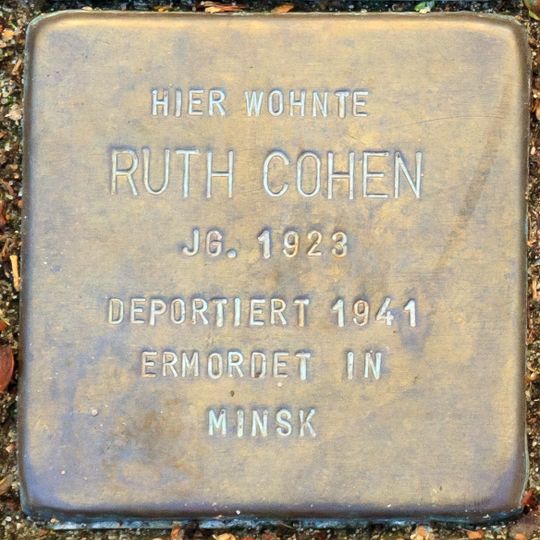 HIER WOHNTE
RUTH COHEN
JG. 1923
DEPORTIERT 1941
ERMORDET IN
MINSK